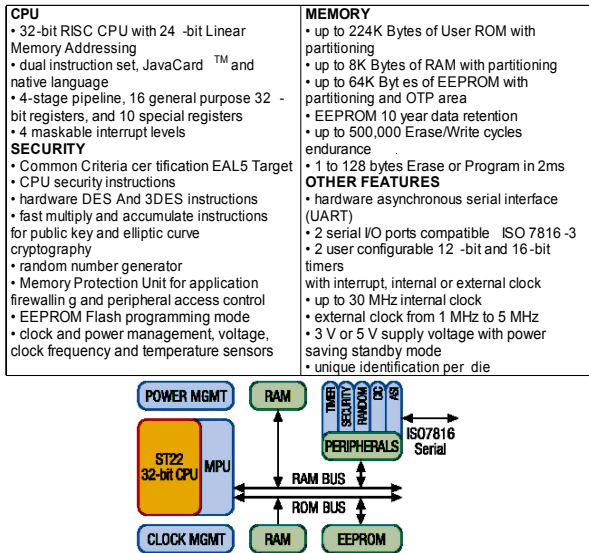 CPU
• 32-bit RISC CPU with 24 -bit Linear
Memory Addressing
• dual instruction set, JavaCard TM and
native language
• 4-stage pipeline, 16 general purpose 32 -
bit registers, and 10 special registers
• 4 maskable interrupt levels
SECURITY
• Common Criteria cer tification EAL5 Target
• CPU security instructions
• hardware DES And 3DES instructions
• fast multiply and accumulate instructions
for public key and elliptic curve
cryptography
• random number generator
• Memory Protection Unit for application
firewallin g and peripheral access control
• EEPROM Flash programming mode
• clock and power management, voltage,
clock frequency and temperature sensors
MEMORY
• up to 224K Bytes of User ROM with
partitioning
• up to 8K Bytes of RAM with partitioning
• up to 64K Byt es of EEPROM with
partitioning and OTP area
• EEPROM 10 year data retention
• up to 500,000 Erase/Write cycles
endurance .
• 1 to 128 bytes Erase or Program in 2ms
OTHER FEATURES
• hardware asynchronous serial interface
(UART)
• 2 serial I/O ports compatible ISO 7816 -3
• 2 user configurable 12 -bit and 16 -bit
timers
with interrupt, internal or external clock
• up to 30 MHz internal clock
• external clock from 1 MHz to 5 MHz
• 3 V or 5 V supply voltage with power
saving standby mode
• unique identification per die
POWER MGMT
RAM
TIMER
SECURITY
RANDOM
CIC
ASI
PERIPHERALS
ISO7816
Serial
ST22
32-bit CPU
MPU
RAM BUS
ROM BUS
CLOCK MGMT
RAM
EEPROM